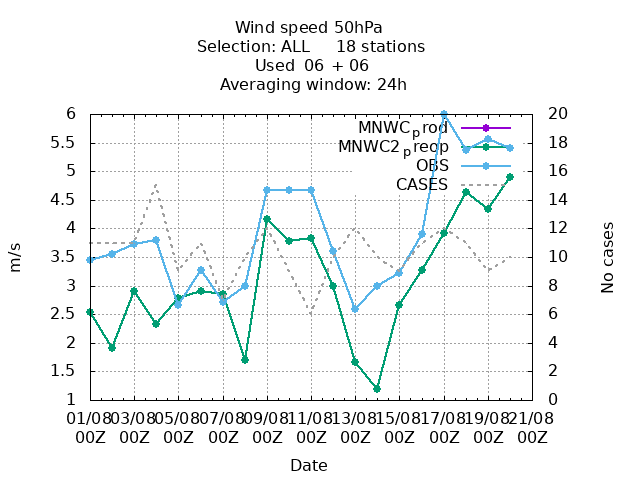 Wind speed 50hPa
Selection: ALL 18 stations
Used 06 + 06
Averaging window: 24h
6
5.5
5
4.5
4
3.5
3
2.5
2
1.5
1
20
18
16
14
12
10
8
6
4
2
0
MNWC_prod
MNWC2_preop
OBS
CASES
m/s
No cases
01/08 03/08 05/08 07/08 09/08 11/08 13/08 15/08 17/08 19/08 21/08
00Z 00Z 00Z 00Z 00Z 00Z 00Z 00Z 00Z 00Z 00Z
Date